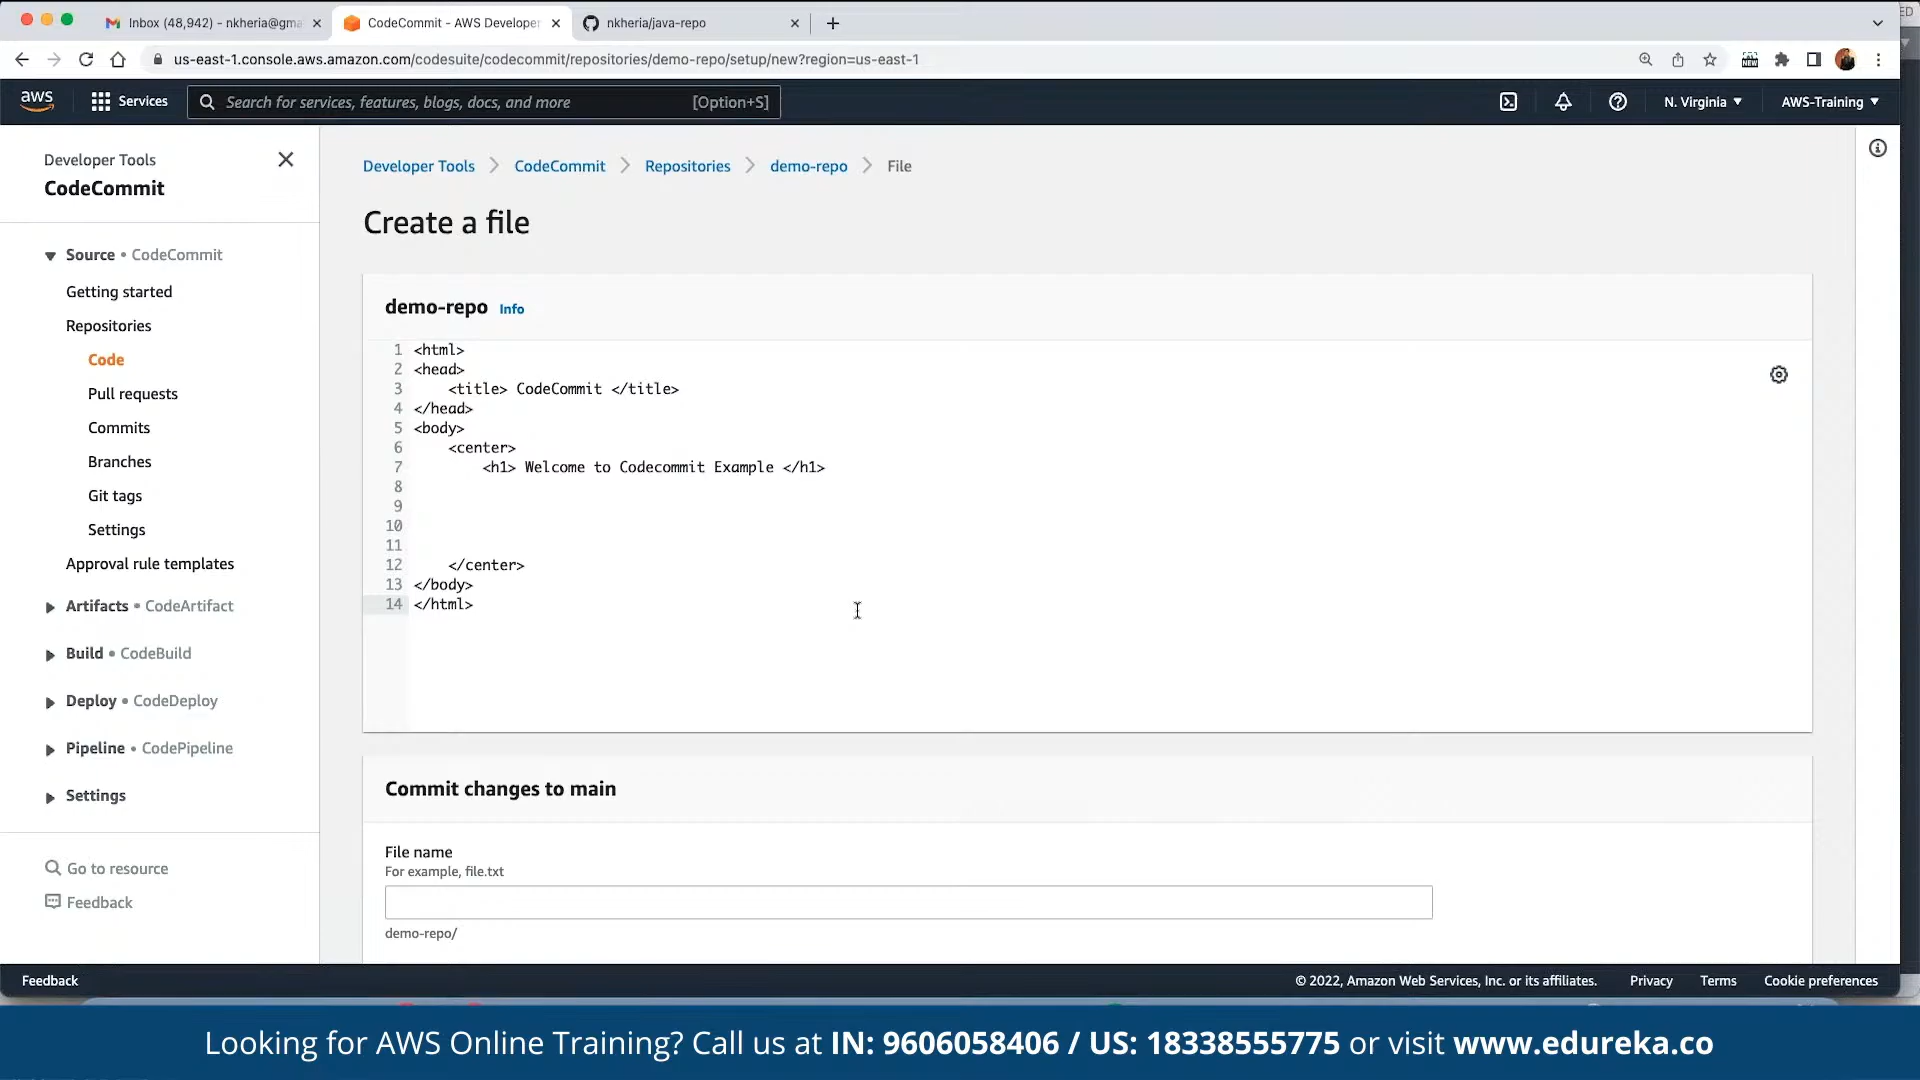 Inbox (48,942) - nkheria@gma
CodeCommit - AWS Developer
nkheria/java-repo
us-east-1.console.aws.amazon.com/codesuite/codecommit/repositories/demo-repo/setup/new?region=us-east-1
aws
Services
Search for services, features, blogs, docs, and more
[Option+S]
N. Virginia
AWS-Training
Developer Tools
CodeCommit
Source • CodeCommit
Getting started
Repositories
Code
Pull requests
Commits
Branches
Git tags
Settings
Approval rule templates
Artifacts • CodeArtifact
Build • CodeBuild
Deploy • CodeDeploy
Pipeline • CodePipeline
Settings
Go to resource
Feedback
Developer Tools
CodeCommit
Repositories
demo-repo
File
Create a file
demo-repo Info
1 <html>
2 <head>
3 <title> CodeCommit </title>
4 </head>
5 <body>
6 <center>
7 <h1> Welcome to Codecommit Example </h1>
8
9
10
11
12 </center>
13 </body>
14 </html>
Commit changes to main
File name
For example, file.txt
demo-repo/
Feedback
© 2022, Amazon Web Services, Inc. or its affiliates.
Privacy
Terms
Cookie preferences
Looking for AWS Online Training? Call us at IN: 9606058406 / US: 18338555775 or visit www.edureka.co